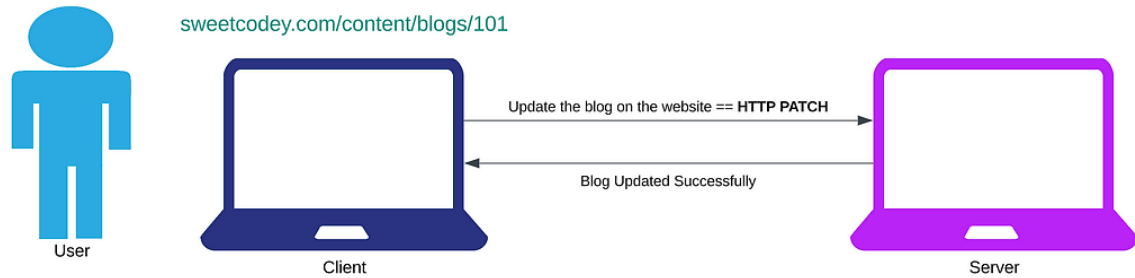 sweetcodey.com/content/blogs/101
Update the blog on the website == HTTP PATCH
Blog Updated Successfully
User
Client
Server